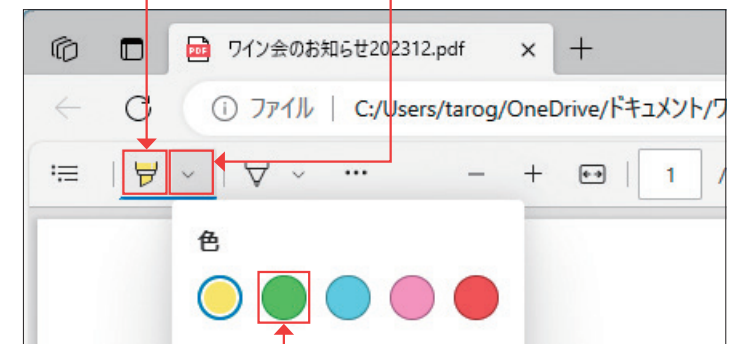 PDF
ワイン会のお知らせ202312.pdf
ファイル | C:/Users/tarog/OneDrive/ドキュメント/ワ
1 /
色